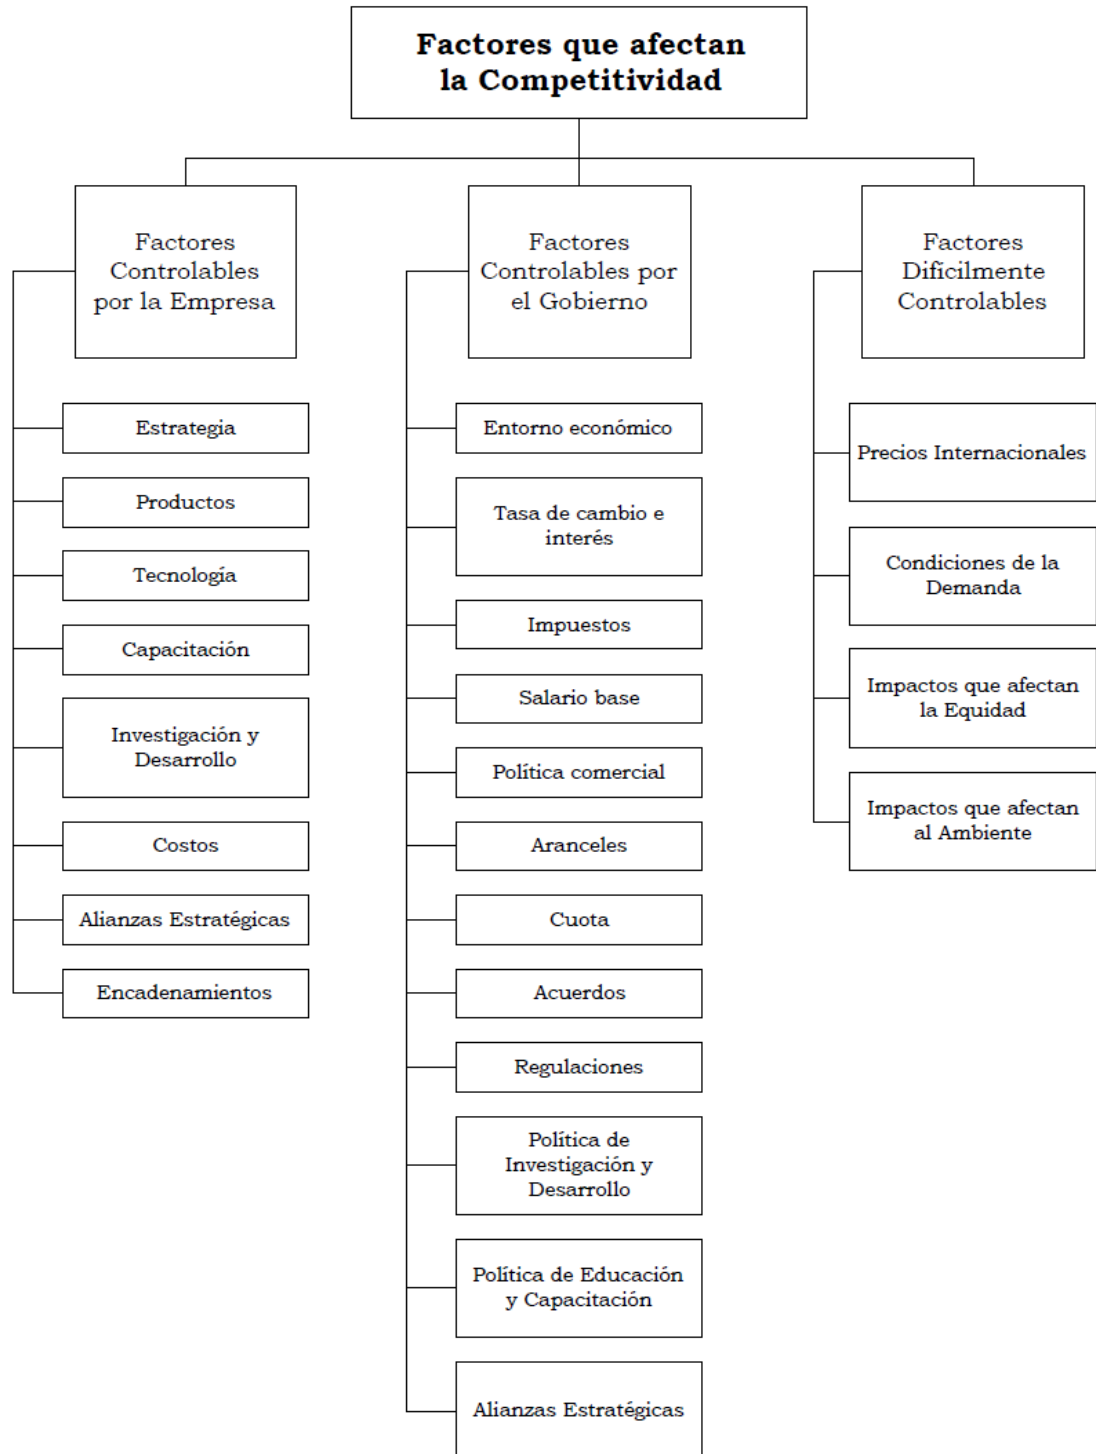 Factores que afectan
la Competitividad
Factores
Controlables
por la Empresa
Estrategia
Productos
Tecnología
Capacitación
Investigación y
Desarrollo
Costos
Alianzas Estratégicas
Encadenamientos
Factores
Controlables por
el Gobierno
Entorno económico
Tasa de cambio e
interés
Impuestos
Salario base
Política comercial
Aranceles
Cuota
Acuerdos
Regulaciones
Política de
Investigación y
Desarrollo
Política de Educación
y Capacitación
Alianzas Estratégicas
Factores
Difícilmente
Controlables
Precios Internacionales
Condiciones de la
Demanda
Impactos que afectan
la Equidad
Impactos que afectan
al Ambiente